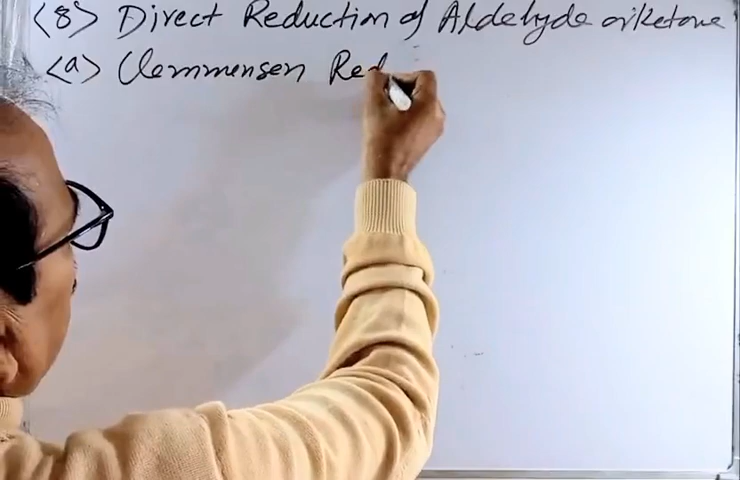 <8> Direct Reduction of Aldehyde or ketone
<a> Clemmensen Red